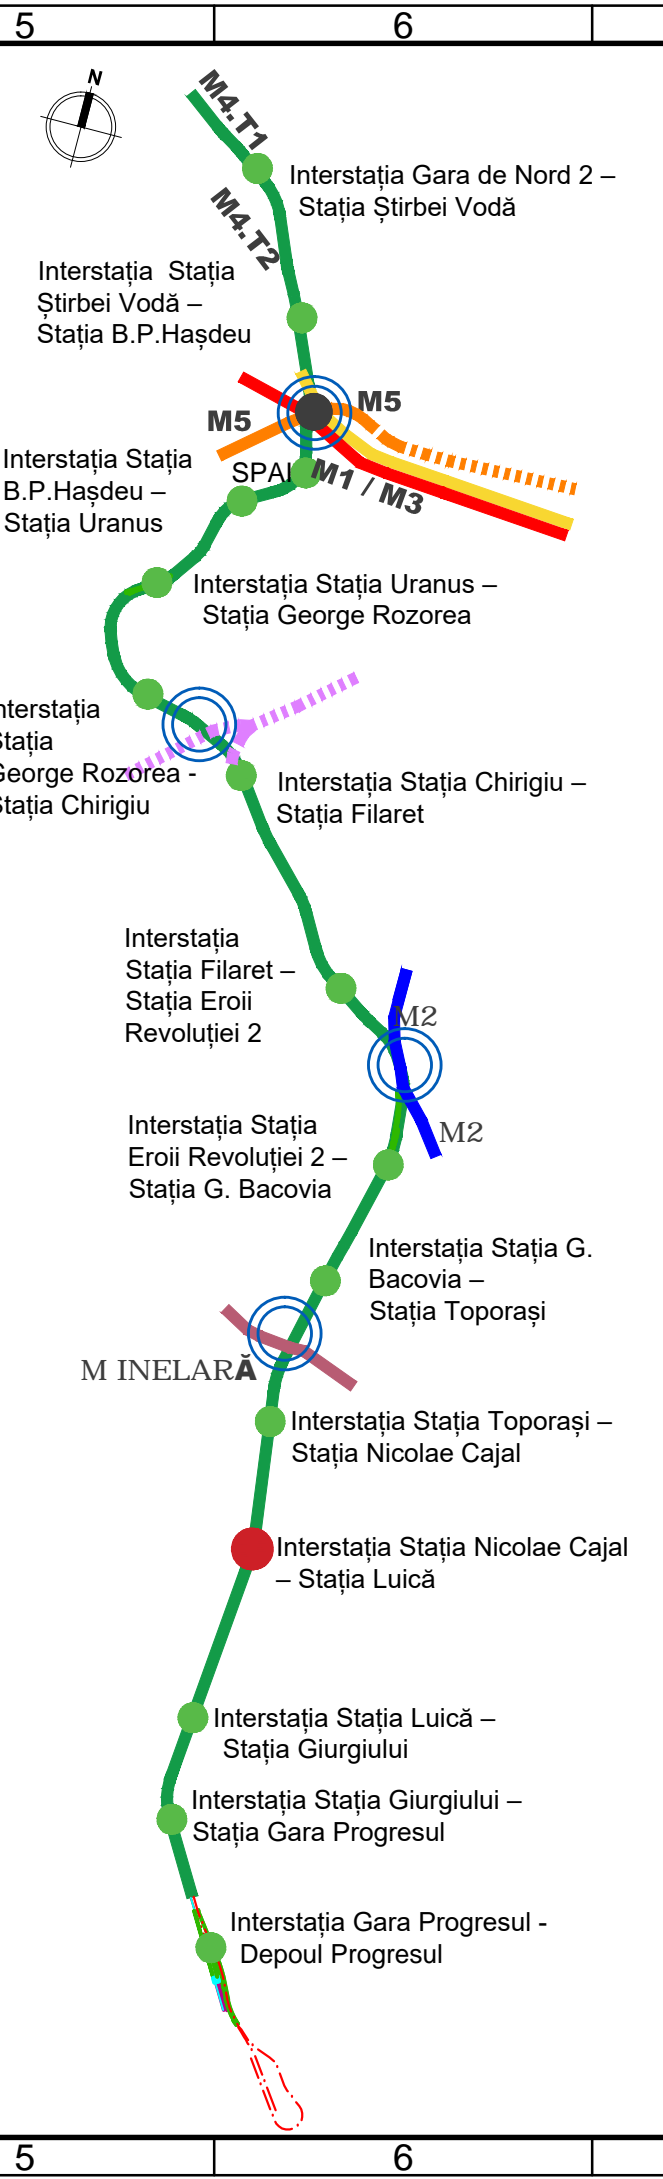 5
6
N
M4.T1
Interstația Gara de Nord 2 –
Stația Știrbei Vodă
M4.T2
Interstația Stația
Știrbei Vodă –
Stația B.P.Hașdeu
M5
M5
Interstația Stația
B.P.Hașdeu –
Stația Uranus
SPAI
M1 / M3
Interstația Stația Uranus –
Stația George Rozorea
nterstația
Stația
George Rozorea -
Stația Chirigiu
Interstația Stația Chirigiu –
Stația Filaret
Interstația
Stația Filaret –
Stația Eroii
Revoluției 2
M2
M2
Interstația Stația
Eroii Revoluției 2 –
Stația G. Bacovia
Interstația Stația G.
Bacovia –
Stația Toporași
M INELARĂ
Interstația Stația Toporași –
Stația Nicolae Cajal
Interstația Stația Nicolae Cajal
– Stația Luică
Interstația Stația Luică –
Stația Giurgiului
Interstația Stația Giurgiului –
Stația Gara Progresul
Interstația Gara Progresul -
Depoul Progresul
5
6